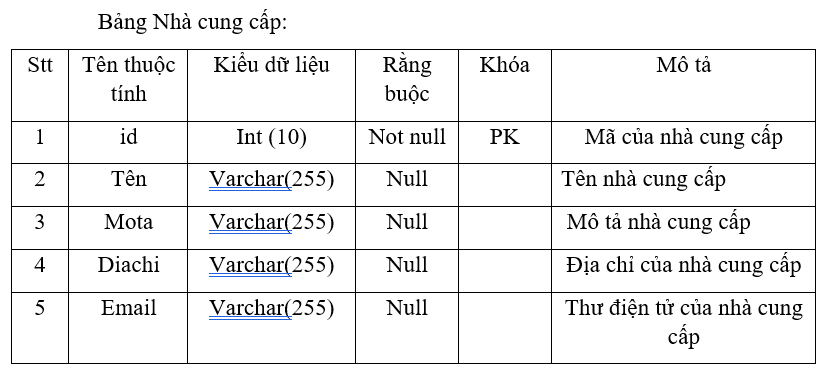 Bảng Nhà cung cấp:
Stt Tên thuộc tính Kiểu dữ liệu Rằng buộc Khóa Mô tả
1 id Int (10) Not null PK Mã của nhà cung cấp
2 Tên Varchar(255) Null Tên nhà cung cấp
3 Mota Varchar(255) Null Mô tả nhà cung cấp
4 Diachi Varchar(255) Null Địa chỉ của nhà cung cấp
5 Email Varchar(255) Null Thư điện tử của nhà cung cấp